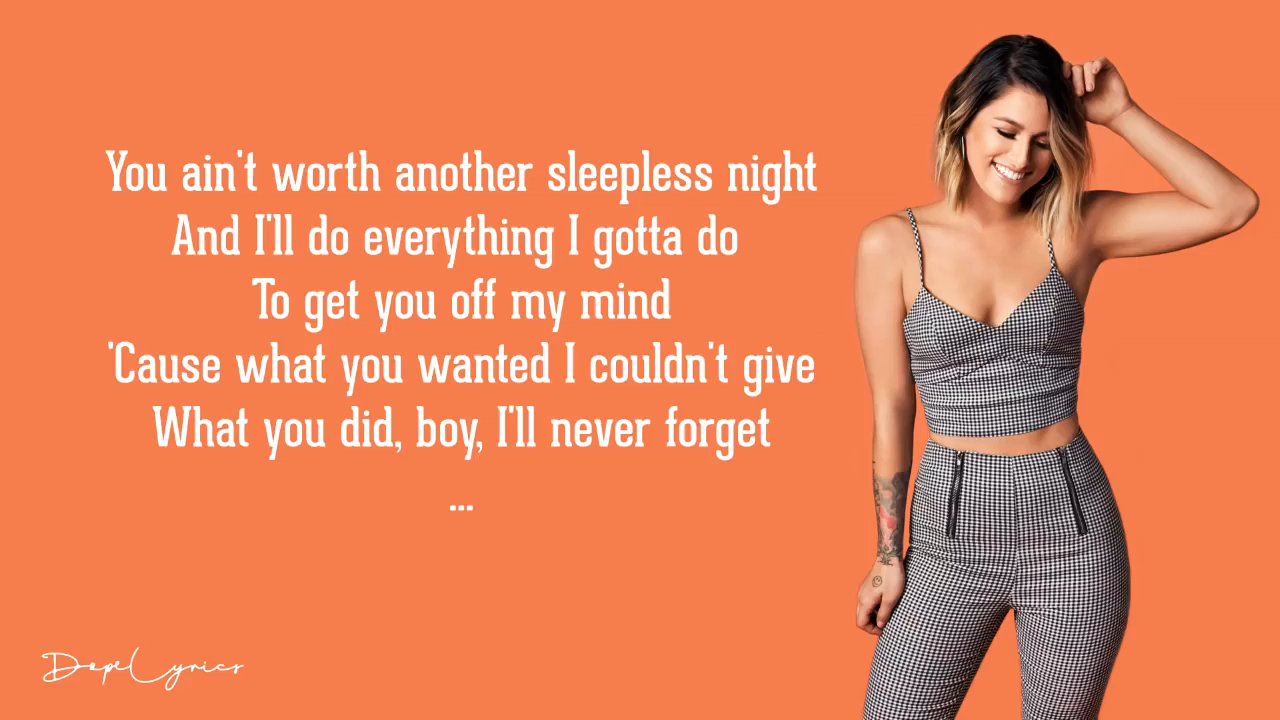 You ain't worth another sleepless night
And I'll do everything I gotta do
To get you off my mind
'Cause what you wanted I couldn't give
What you did, boy, I'll never forget
...
DopeLyrics